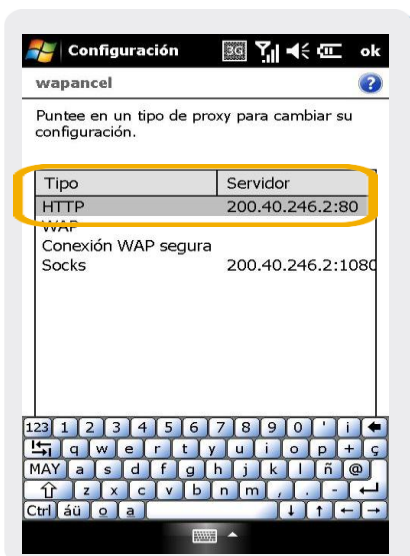 Configuración 3G ok
wapancel ?
Puntee en un tipo de proxy para cambiar su
configuración.
Tipo Servidor
HTTP 200.40.246.2:80
WAP
Conexión WAP segura
Socks 200.40.246.2:1080
123 1 2 3 4 5 6 7 8 9 0 ' i
q w e r t y u i o p + ç
MAY a s d f g h j k l ñ @
z x c v b n m , . -
Ctrl áü º ª